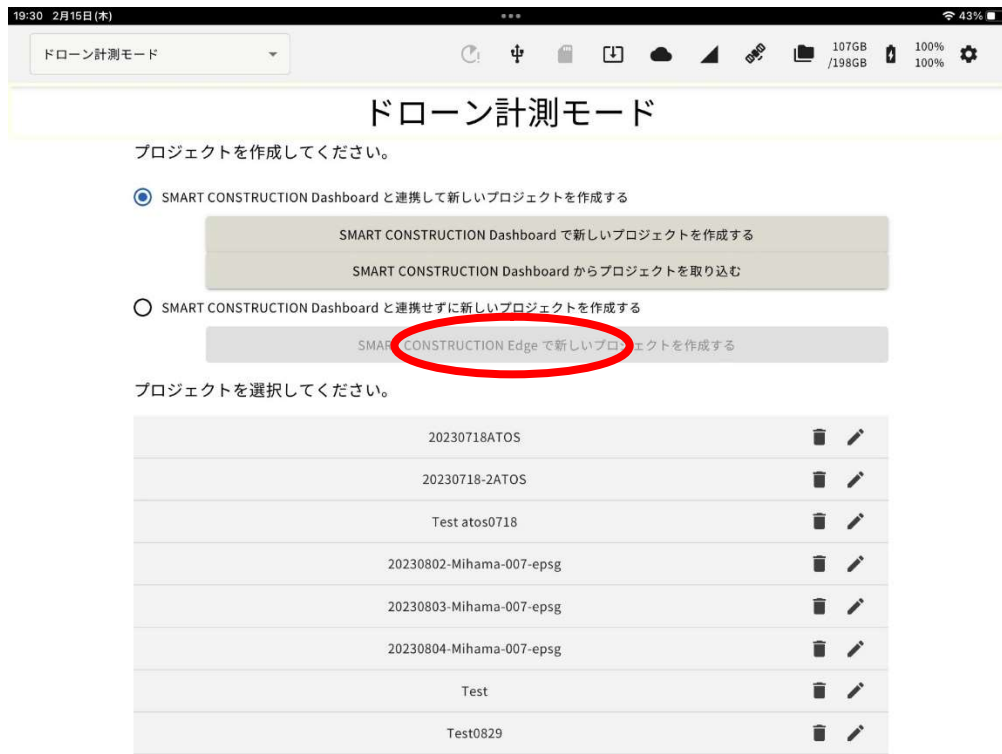 19:30 2月15日(木)
43%
ドローン計測モード
107GB
/198GB
100%
100%
ドローン計測モード
プロジェクトを作成してください。
SMART CONSTRUCTION Dashboard と連携して新しいプロジェクトを作成する
SMART CONSTRUCTION Dashboard で新しいプロジェクトを作成する
SMART CONSTRUCTION Dashboard からプロジェクトを取り込む
SMART CONSTRUCTION Dashboard と連携せずに新しいプロジェクトを作成する
SMART CONSTRUCTION Edge で新しいプロジェクトを作成する
プロジェクトを選択してください。
20230718ATOS
20230718-2ATOS
Test atos0718
20230802-Mihama-007-epsg
20230803-Mihama-007-epsg
20230804-Mihama-007-epsg
Test
Test0829